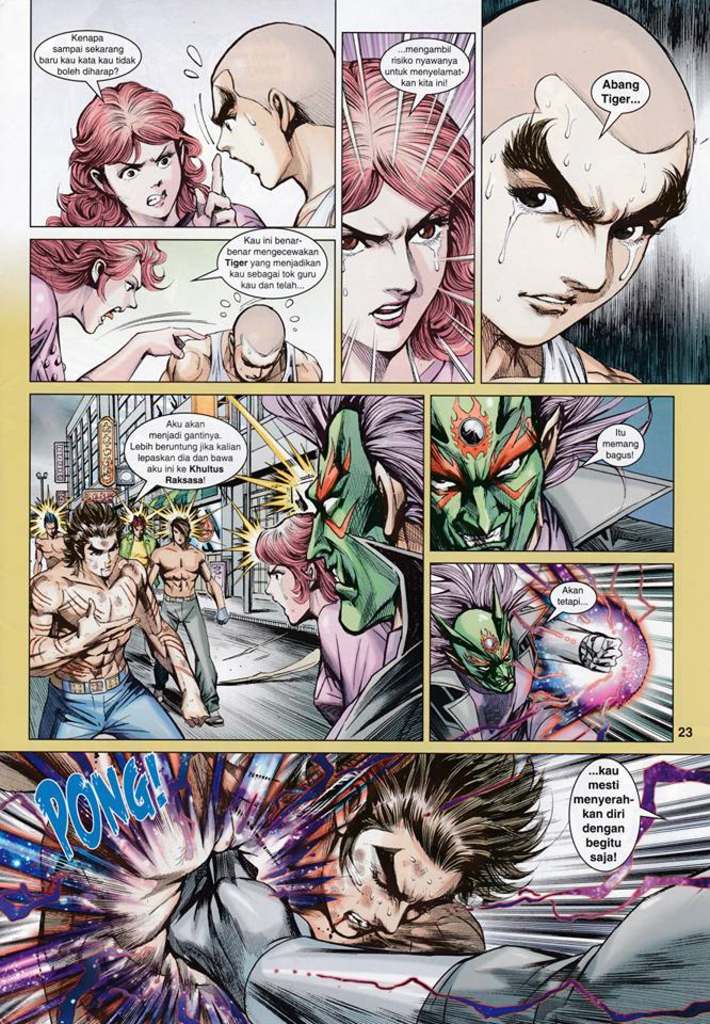 Kenapa
sampai sekarang
baru kau kata kau tidak
boleh diharap?
Kau ini benar-
benar mengecewakan
Tiger yang menjadikan
kau sebagai tok guru
kau dan telah...
...mengambil
risiko nyawanya
untuk menyelamat-
kan kita ini!
Abang
Tiger...
Aku akan
menjadi gantinya.
Lebih beruntung jika kalian
lepaskan dia dan bawa
aku ini ke Khultus
Raksasa!
Itu
memang
bagus!
Akan
tetapi...
23
PONG!
...kau
mesti
menyerah-
kan diri
dengan
begitu
saja!